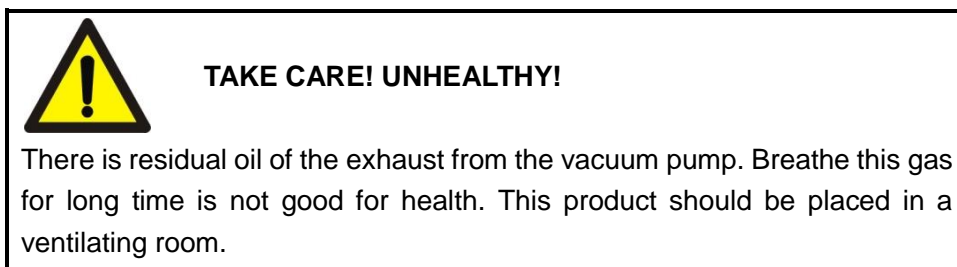 TAKE CARE! UNHEALTHY!
There is residual oil of the exhaust from the vacuum pump. Breathe this gas
for long time is not good for health. This product should be placed in a
ventilating room.